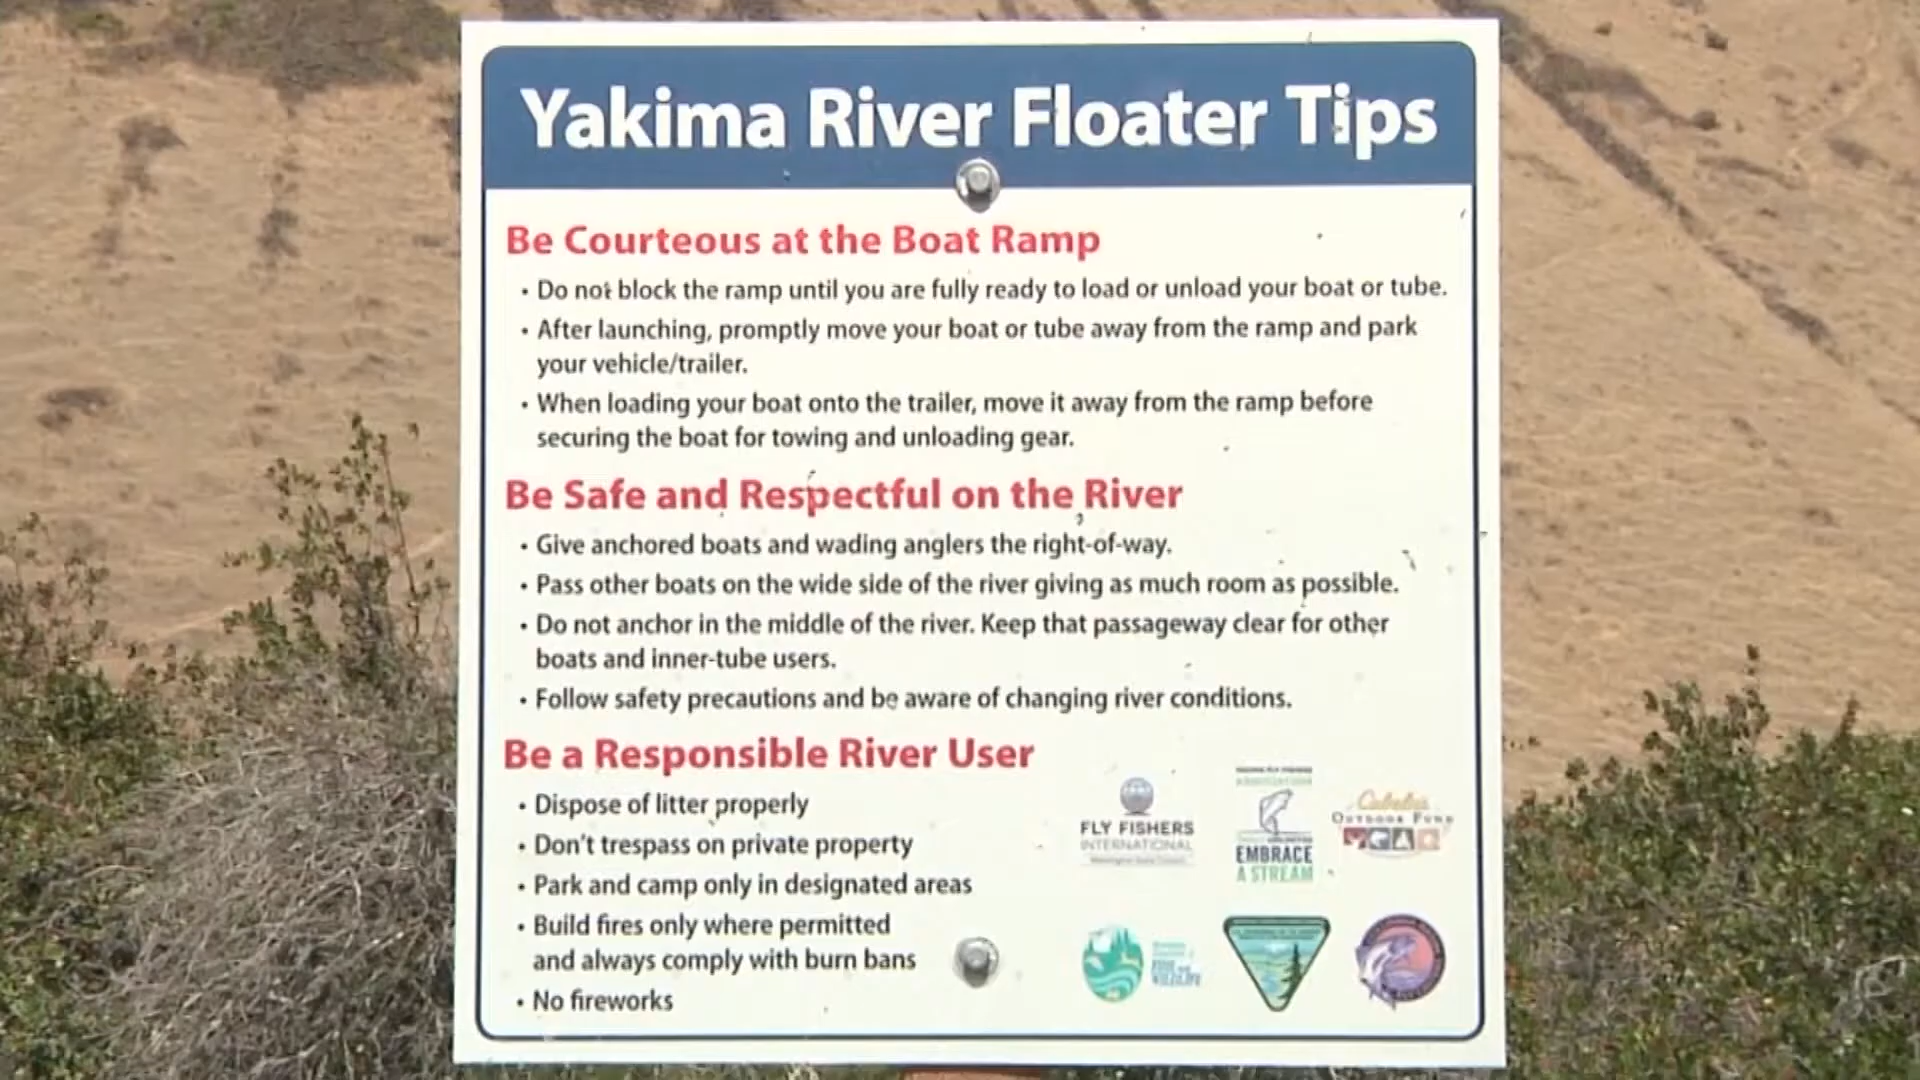 Yakima River Floater Tips
Be Courteous at the Boat Ramp
• Do not block the ramp until you are fully ready to load or unload your boat or tube.
• After launching, promptly move your boat or tube away from the ramp and park
your vehicle/trailer.
• When loading your boat onto the trailer, move it away from the ramp before
securing the boat for towing and unloading gear.
Be Safe and Respectful on the River
• Give anchored boats and wading anglers the right-of-way.
• Pass other boats on the wide side of the river giving as much room as possible.
• Do not anchor in the middle of the river. Keep that passageway clear for other
boats and inner-tube users.
• Follow safety precautions and be aware of changing river conditions.
Be a Responsible River User
• Dispose of litter properly
• Don't trespass on private property
• Park and camp only in designated areas
• Build fires only where permitted
and always comply with burn bans
• No fireworks
FLY FISHERS
INTERNATIONAL
EMBRACE
A STREAM
Cabela's
OUTDOOR FUND
FISH and
WILDLIFE